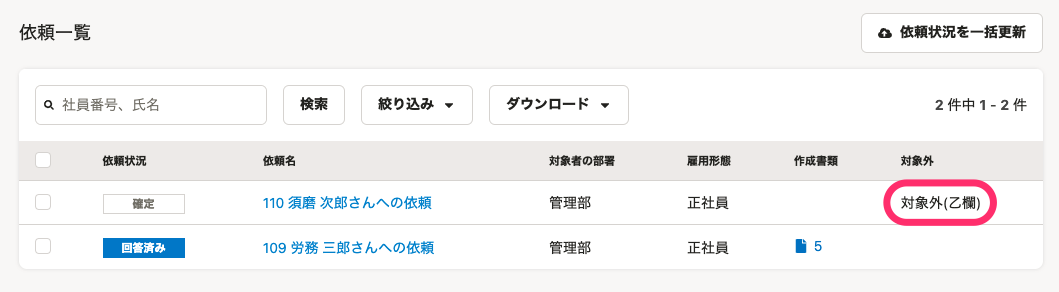 依頼一覧
依頼状況を一括更新
社員番号、氏名
検索
絞り込み
ダウンロード
2 件中 1 - 2 件
依頼状況 依頼名 対象者の部署 雇用形態 作成書類 対象外
確定 110 須磨 次郎さんへの依頼 管理部 正社員 対象外(乙欄)
回答済み 109 労務 三郎さんへの依頼 管理部 正社員 5